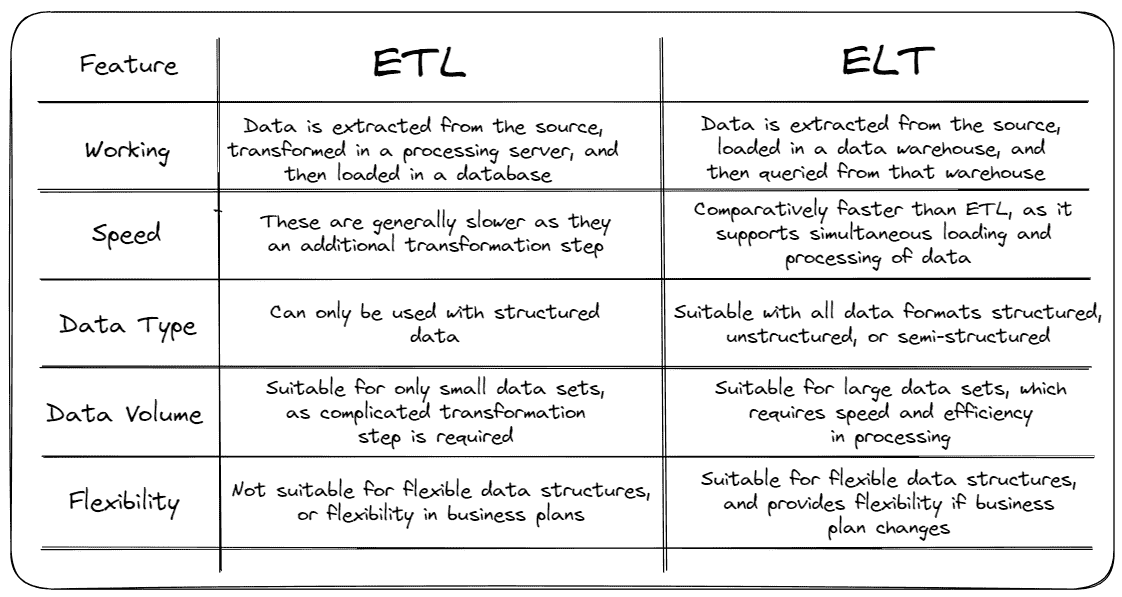 Feature
ETL
ELT
Working
Data is extracted from the source,
transformed in a processing server, and
then loaded in a database
Data is extracted from the source,
loaded in a data warehouse, and
then queried from that warehouse
Speed
These are generally slower as they
an additional transformation step
Comparatively faster than ETL, as it
supports simultaneous loading and
processing of data
Data Type
Can only be used with structured
data
Suitable with all data formats structured,
unstructured, or semi-structured
Data Volume
Suitable for only small data sets,
as complicated transformation
step is required
Suitable for large data sets, which
requires speed and efficiency
in processing
Flexibility
Not suitable for flexible data structures,
or flexibility in business plans
Suitable for flexible data structures,
and provides flexibility if business
plan changes